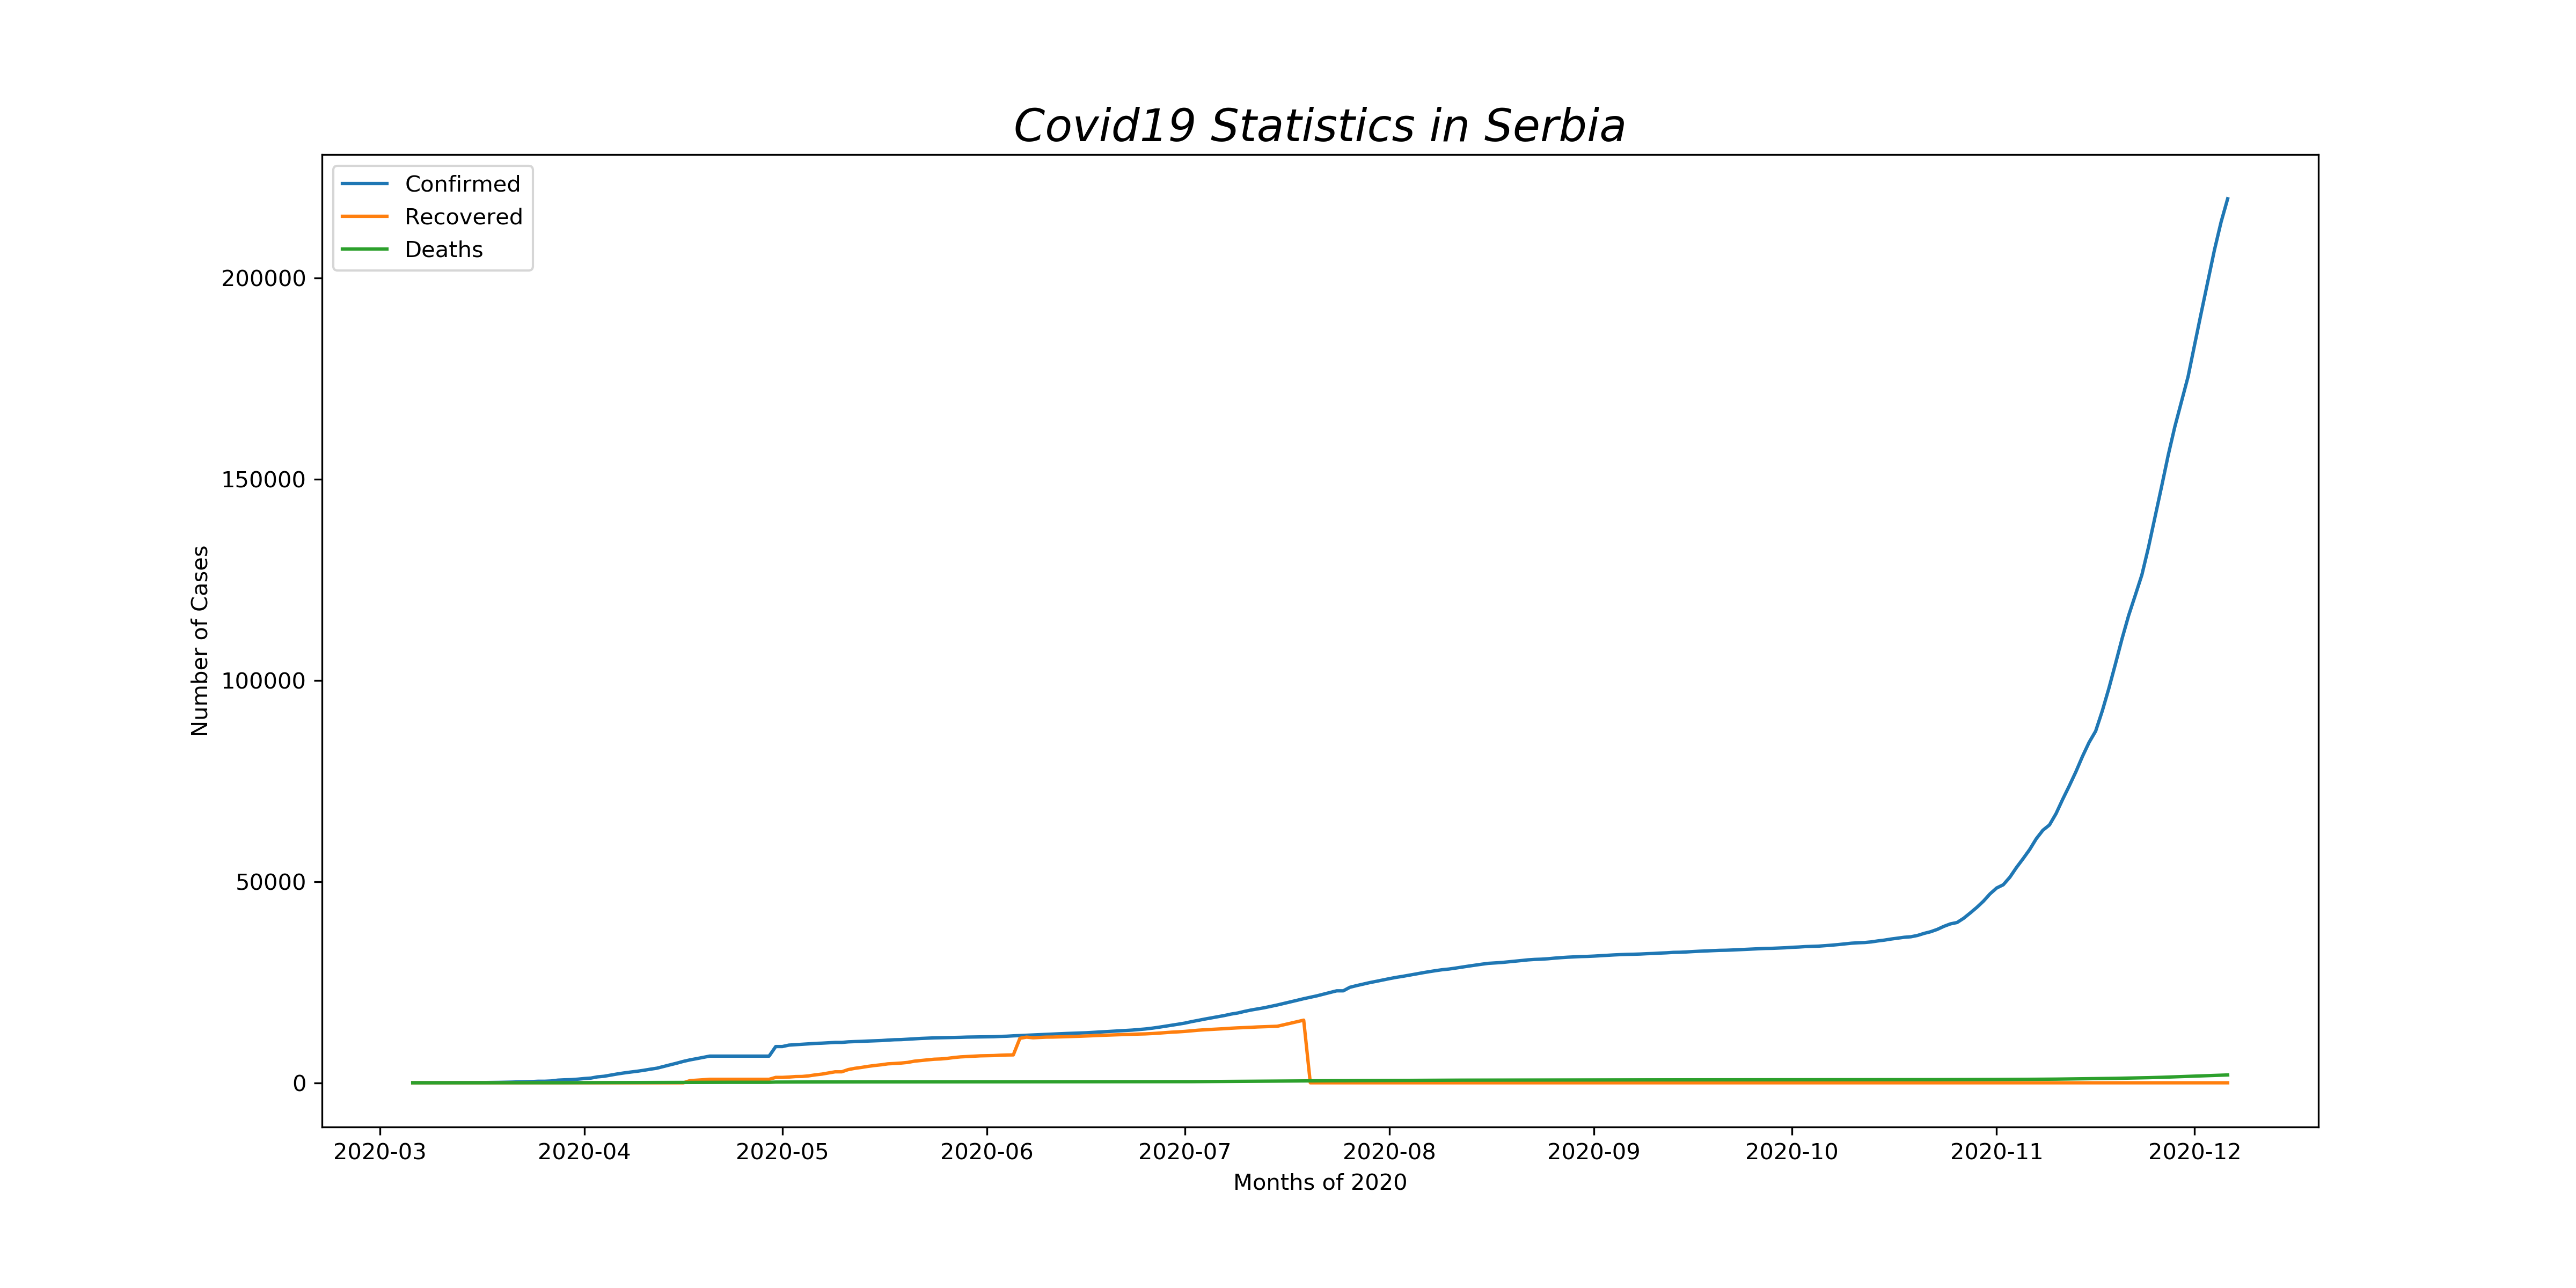 Covid19 Statistics in Serbia
Confirmed
Recovered
Deaths
200000
150000
100000
50000
0
Number of Cases
2020-03 2020-04 2020-05 2020-06 2020-07 2020-08 2020-09 2020-10 2020-11 2020-12
Months of 2020